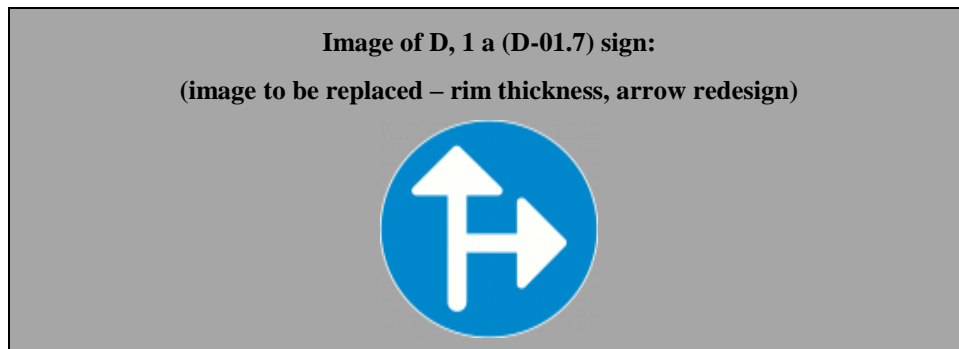 Image of D, 1 a (D-01.7) sign:
(image to be replaced – rim thickness, arrow redesign)